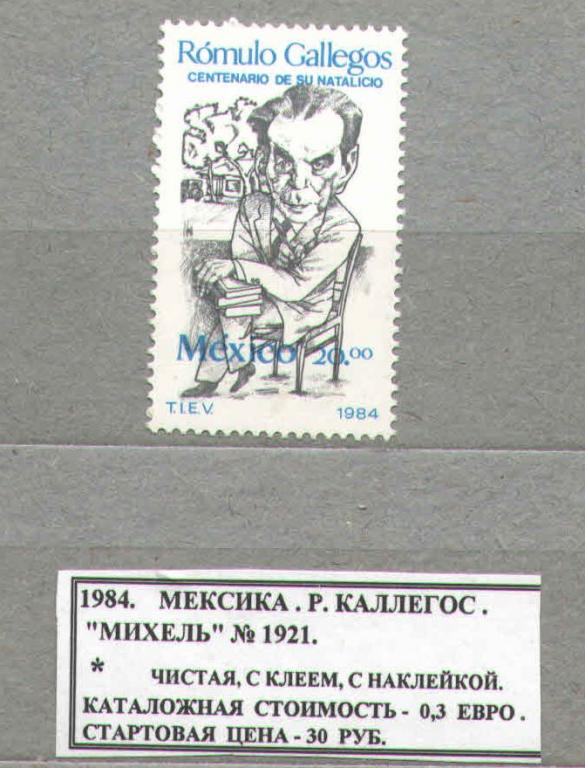 Rómulo Gallegos
CENTENARIO DE SU NATALICIO
México 20.00
T.I.E.V. 1984
1984. МЕКСИКА . Р. КАЛЛЕГОС .
"МИХЕЛЬ" № 1921.
* ЧИСТАЯ, С КЛЕЕМ, С НАКЛЕЙКОЙ.
КАТАЛОЖНАЯ СТОИМОСТЬ - 0,3 ЕВРО .
СТАРТОВАЯ ЦЕНА - 30 РУБ.